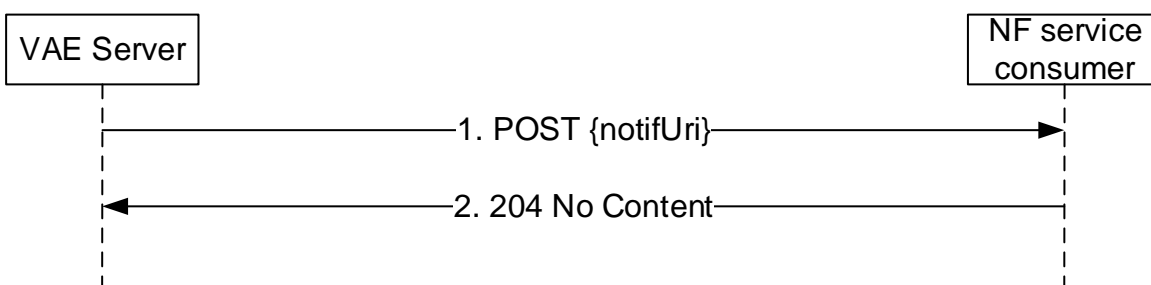 VAE Server
NF service
consumer
1. POST {notifUri}
2. 204 No Content